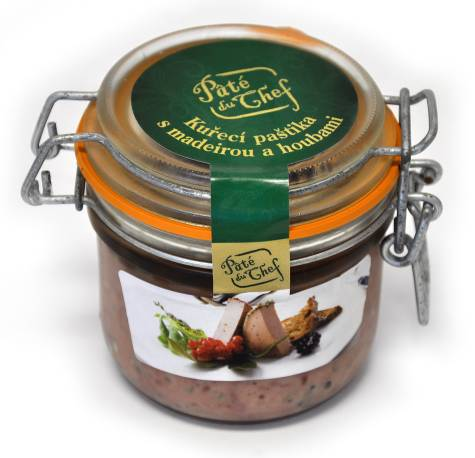 Pâté
du Chef
Kuřecí paštika
s madeirou a houbami
Pâté
du Chef